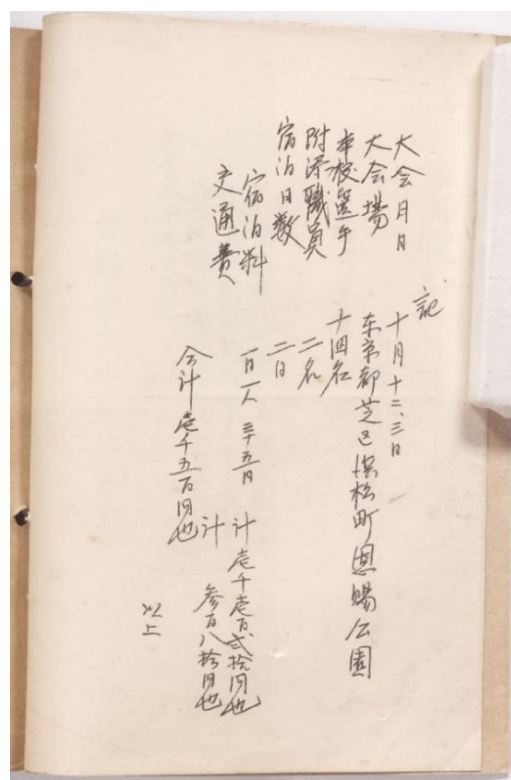 記
大会月日 十月十二、三日
大会場 東京都芝区濱松町恩賜公園
本校選手 十四名
附添職員 二名
宿泊日数 二日
宿泊料 一日一人 三十五円 計 壱千壱百弐拾円也
交通費 計 参百八拾円也
合計 壱千五百円也
以上